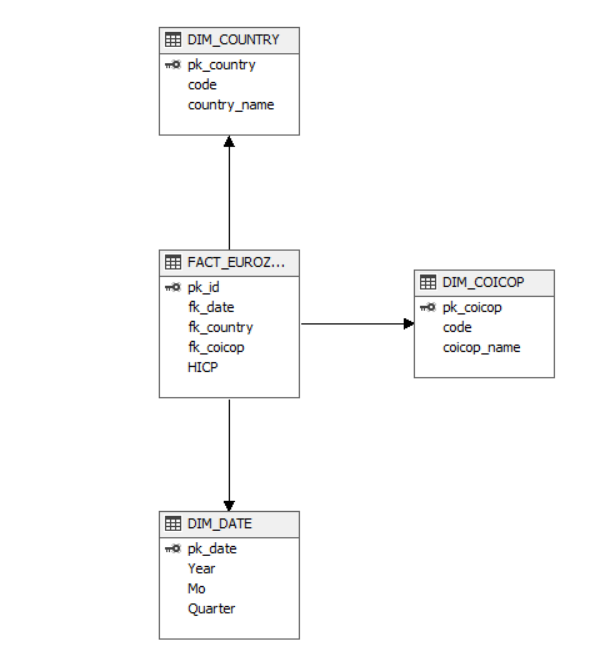 DIM_COUNTRY
pk_country
code
country_name
FACT_EUROZ...
pk_id
fk_date
fk_country
fk_coicop
HICP
DIM_COICOP
pk_coicop
code
coicop_name
DIM_DATE
pk_date
Year
Mo
Quarter